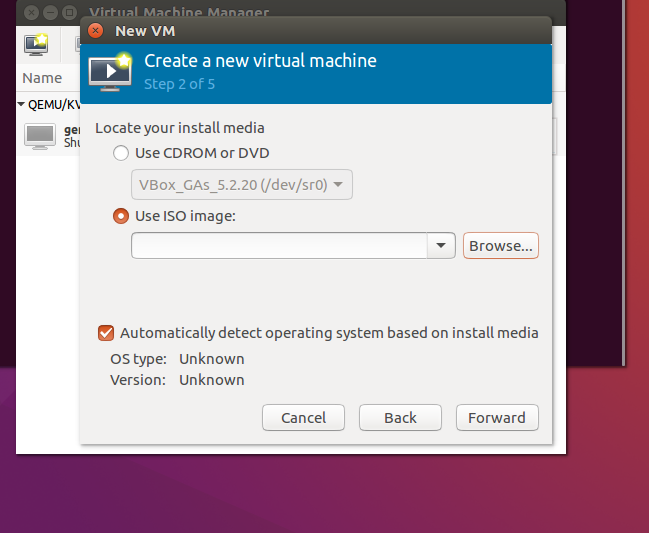 Virtual Machine Manager
New VM
Create a new virtual machine
Step 2 of 5
Name
QEMU/KV
ger
Shu
Locate your install media
Use CDROM or DVD
VBox_GAs_5.2.20 (/dev/sr0)
Use ISO image:
Browse...
Automatically detect operating system based on install media
OS type: Unknown
Version: Unknown
Cancel Back Forward